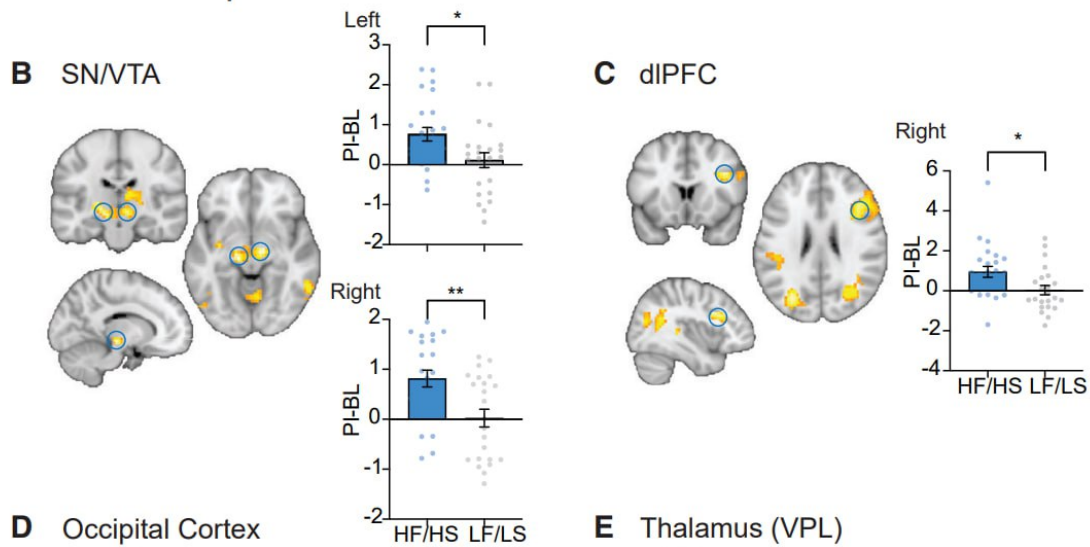 B SN/VTA
Left
*
3
2
1
0
-1
-2
PI-BL
Right
**
2
1
0
-1
-2
PI-BL
HF/HS LF/LS
C dlPFC
Right
*
6
4
2
0
-2
-4
PI-BL
HF/HS LF/LS
D Occipital Cortex
E Thalamus (VPL)